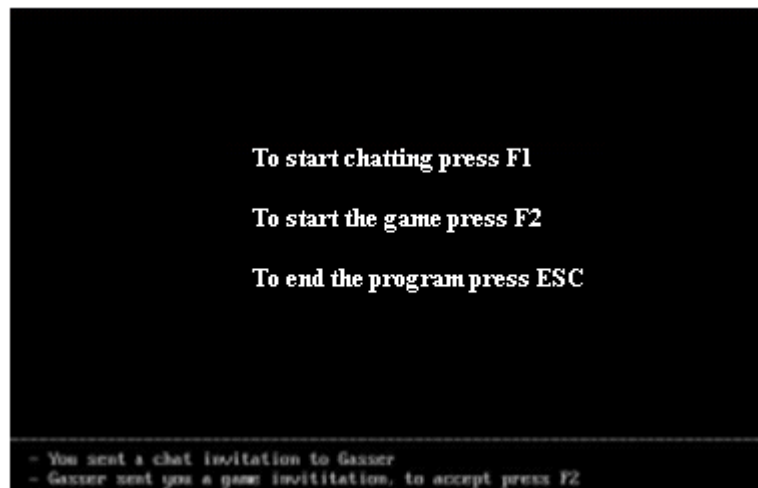 To start chatting press F1
To start the game press F2
To end the program press ESC
- You sent a chat invitation to Gasser
- Gasser sent you a game invititation, to accept press F2